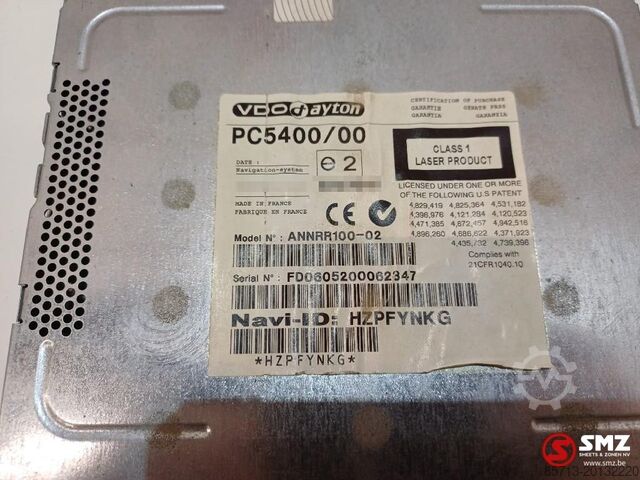 VDO dayton
CERTIFICATION OF PURCHASE
GARANTIE
GARANTIA
GARANTIA
PC5400/00
DATE :
Navigation-system
e2
CLASS 1
LASER PRODUCT
MADE IN FRANCE
FABRIQUE EN FRANCE
CE
LICENSED UNDER ONE OR MORE
OF THE FOLLOWING U.S PATENT
4,829,419 4,825,364 4,531,182
4,398,976 4,121,284 4,120,523
4,471,385 4,672,457 4,942,516
4,896,260 4,686,622 4,371,923
4,435,732 4,739,396
Complies with
21CFR1040.10
Model N°: ANNRR100-02
Serial N°: FD0605200062347
Navi-ID: HZPFYNKG
*HZPFYNKG*
SMZ
SHEETS & ZONEN NV
www.smz.be